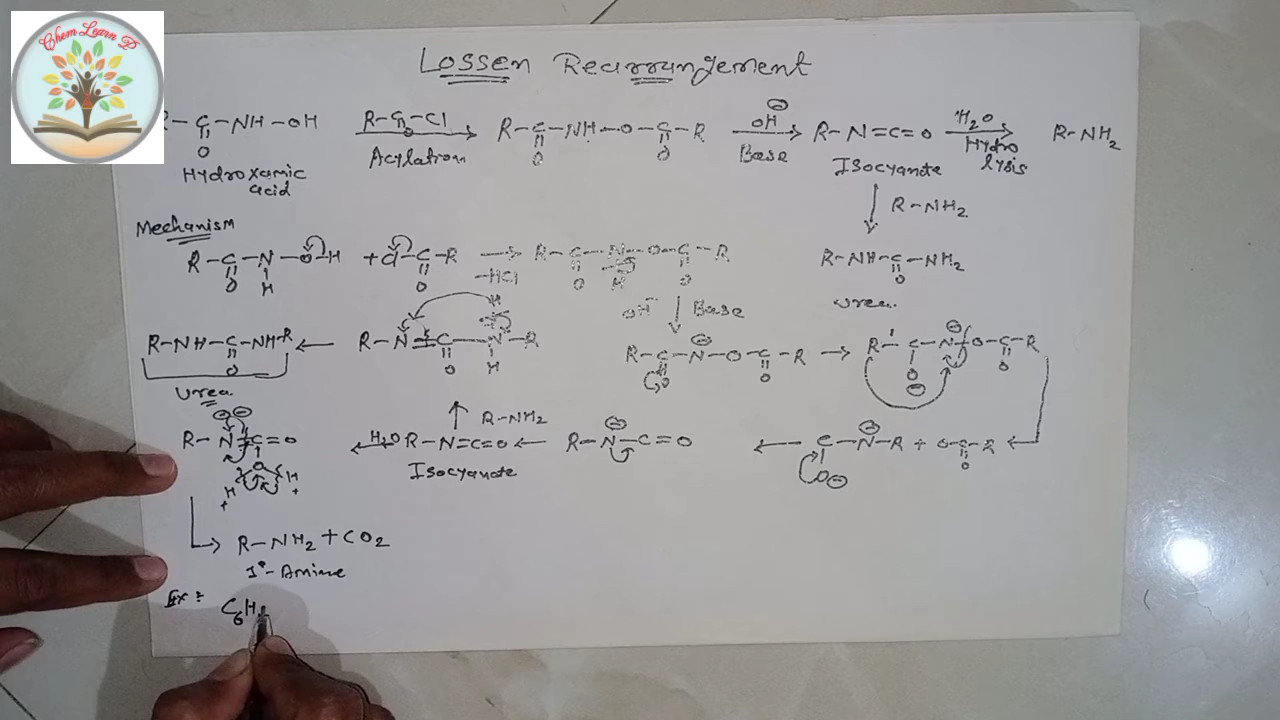 Chem Learn P
Lossen Rearrangement
R-C-NH-OH R-C-Cl R-C-NH-O-C-R OH⊖ R-N=C=O H2O R-NH2
O O O O
Hydroxamic acid Acylation Base Isocyanate Hydrolysis
R-NH2
Mechanism
R-C-N-O-H + Cl-C-R -HCl R-C-N-O-C-R R-NH-C-NH2
O H O O H O O
OH- Base Urea
R-NH-C-NH-R R-N=C-N-R R-C-N-O-C-R R-C-N-O-C-R
O O H O O O O
Urea
R-NH2
R-N-C=O H2O R-N=C=O R-N-C=O C-N-R + O-C-R
O O O
H H Isocyanate
+ +
R-NH2 + CO2
1°-Amine
Ex: C6H